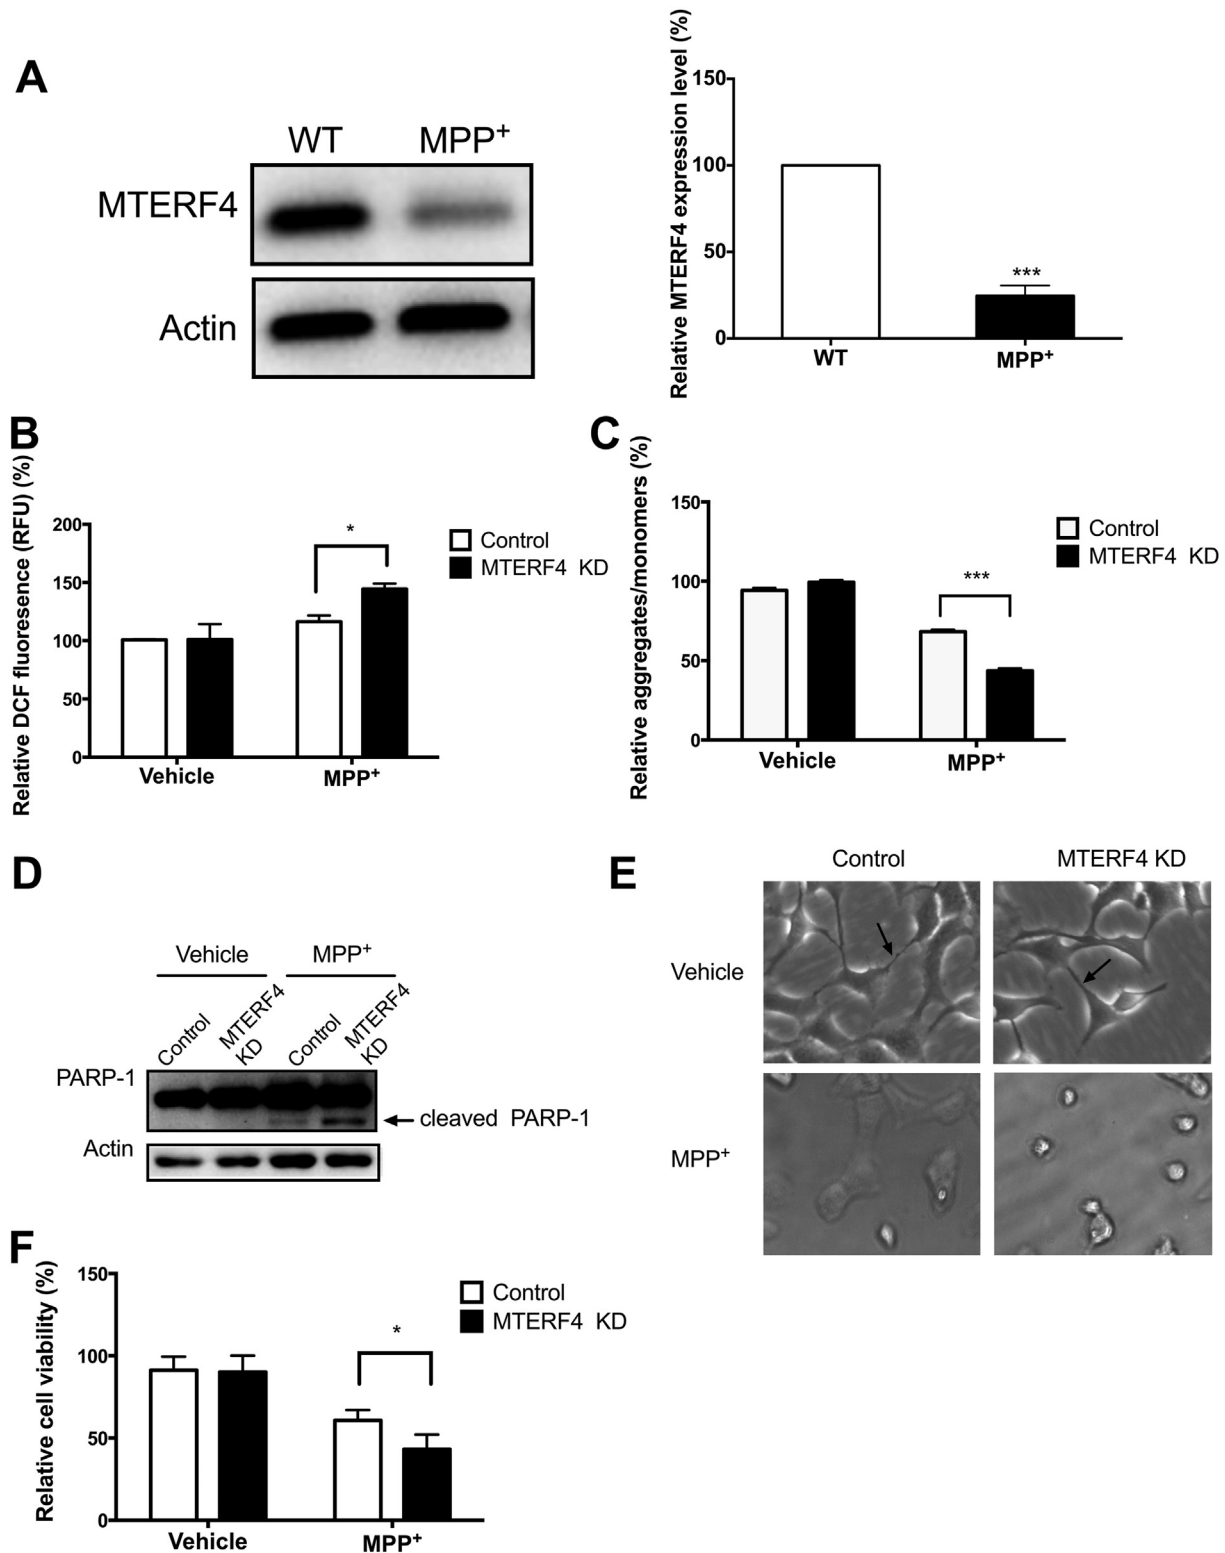 A
WT MPP+
MTERF4
Actin
Relative MTERF4 expression level (%)
150
100
50
0
***
WT MPP+
B
Relative DCF fluoresence (RFU) (%)
200
150
100
50
0
*
Control
MTERF4 KD
Vehicle MPP+
C
Relative aggregates/monomers (%)
150
100
50
0
***
Control
MTERF4 KD
Vehicle MPP+
D
Vehicle MPP+
Control MTERF4 KD Control MTERF4 KD
PARP-1
cleaved PARP-1
Actin
E
Control MTERF4 KD
Vehicle
MPP+
F
Relative cell viability (%)
150
100
50
0
*
Control
MTERF4 KD
Vehicle MPP+